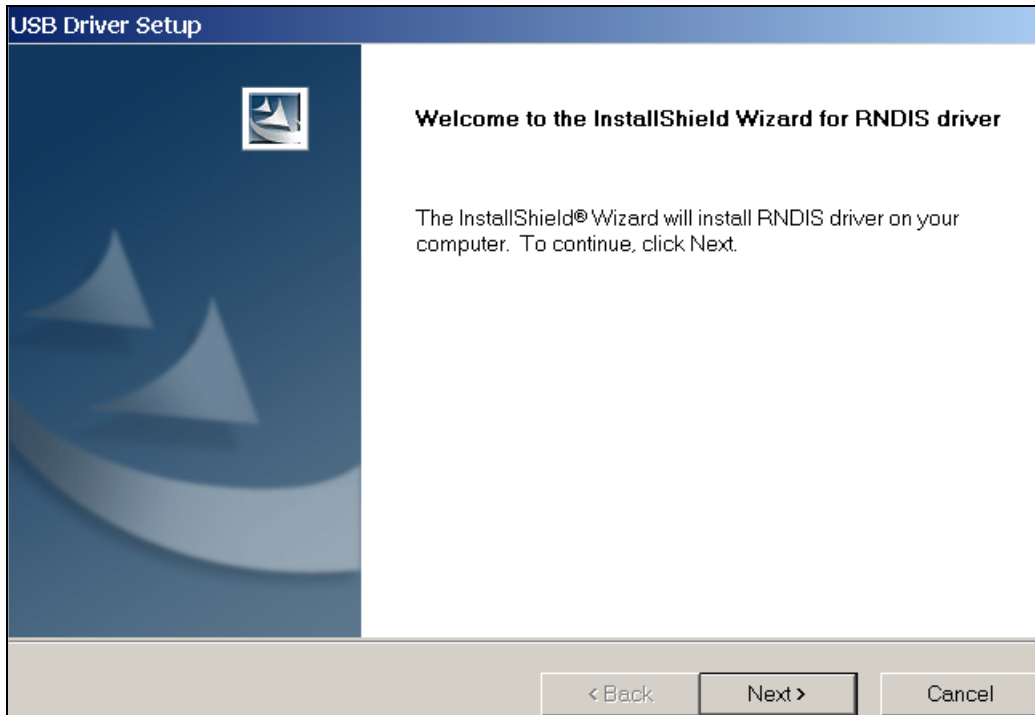 USB Driver Setup
Welcome to the InstallShield Wizard for RNDIS driver
The InstallShield® Wizard will install RNDIS driver on your
computer. To continue, click Next.
< Back
Next >
Cancel